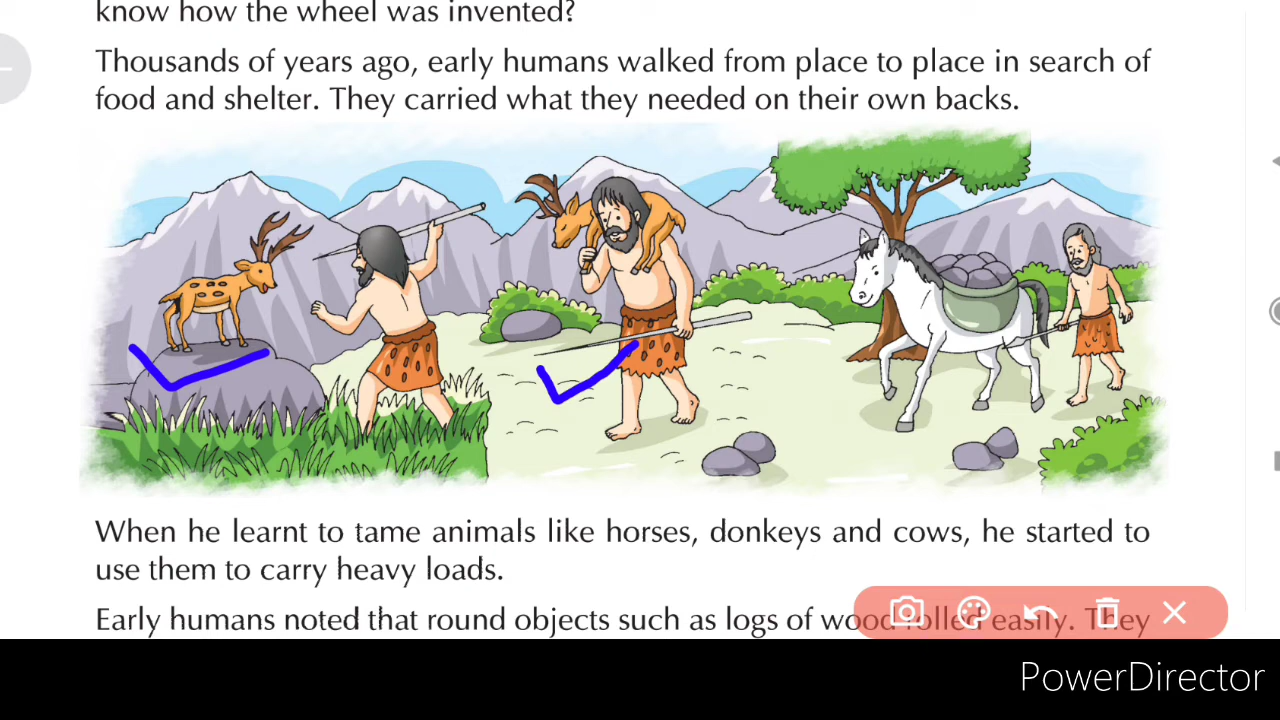 know how the wheel was invented?
Thousands of years ago, early humans walked from place to place in search of
food and shelter. They carried what they needed on their own backs.
When he learnt to tame animals like horses, donkeys and cows, he started to
use them to carry heavy loads.
Early humans noted that round objects such as logs of wood rolled easily. They
PowerDirector